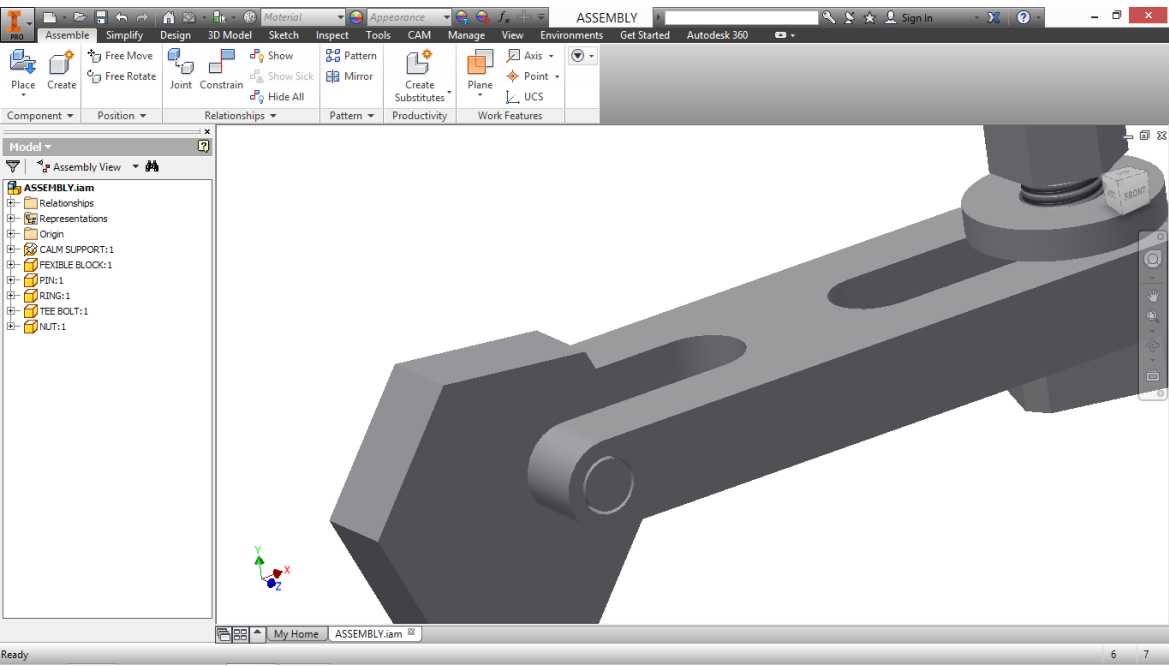 Material
Appearance
ASSEMBLY
Sign In
PRO
Assemble Simplify Design 3D Model Sketch Inspect Tools CAM Manage View Environments Get Started Autodesk 360
Place
Create
Free Move
Free Rotate
Joint
Constrain
Show
Show Sick
Hide All
Pattern
Mirror
Create
Substitutes
Plane
Axis
Point
UCS
Component Position Relationships Pattern Productivity Work Features
Model
Assembly View
ASSEMBLY.iam
Relationships
Representations
Origin
CALM SUPPORT:1
FEXIBLE BLOCK:1
PIN:1
RING:1
TEE BOLT:1
NUT:1
FRONT
Y
X
Z
My Home
ASSEMBLY.iam
Ready
6 7